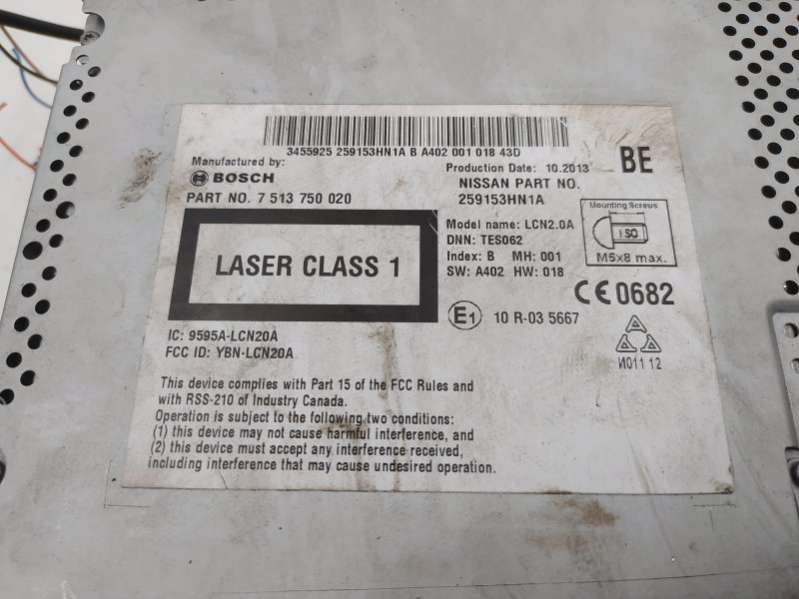 3455925 259153HN1A B A402 001 018 43D
Manufactured by:
BOSCH
PART NO. 7 513 750 020
Production Date: 10.2013
NISSAN PART NO.
259153HN1A
BE
LASER CLASS 1
Model name: LCN2.0A
DNN: TES062
Index: B MH: 001
SW: A402 HW: 018
Mounting Screws
ISO
M5x8 max.
CE 0682
E1 10 R-03 5667
И011 12
IC: 9595A-LCN20A
FCC ID: YBN-LCN20A
This device complies with Part 15 of the FCC Rules and
with RSS-210 of Industry Canada.
Operation is subject to the following two conditions:
(1) this device may not cause harmful interference, and
(2) this device must accept any interference received,
including interference that may cause undesired operation.